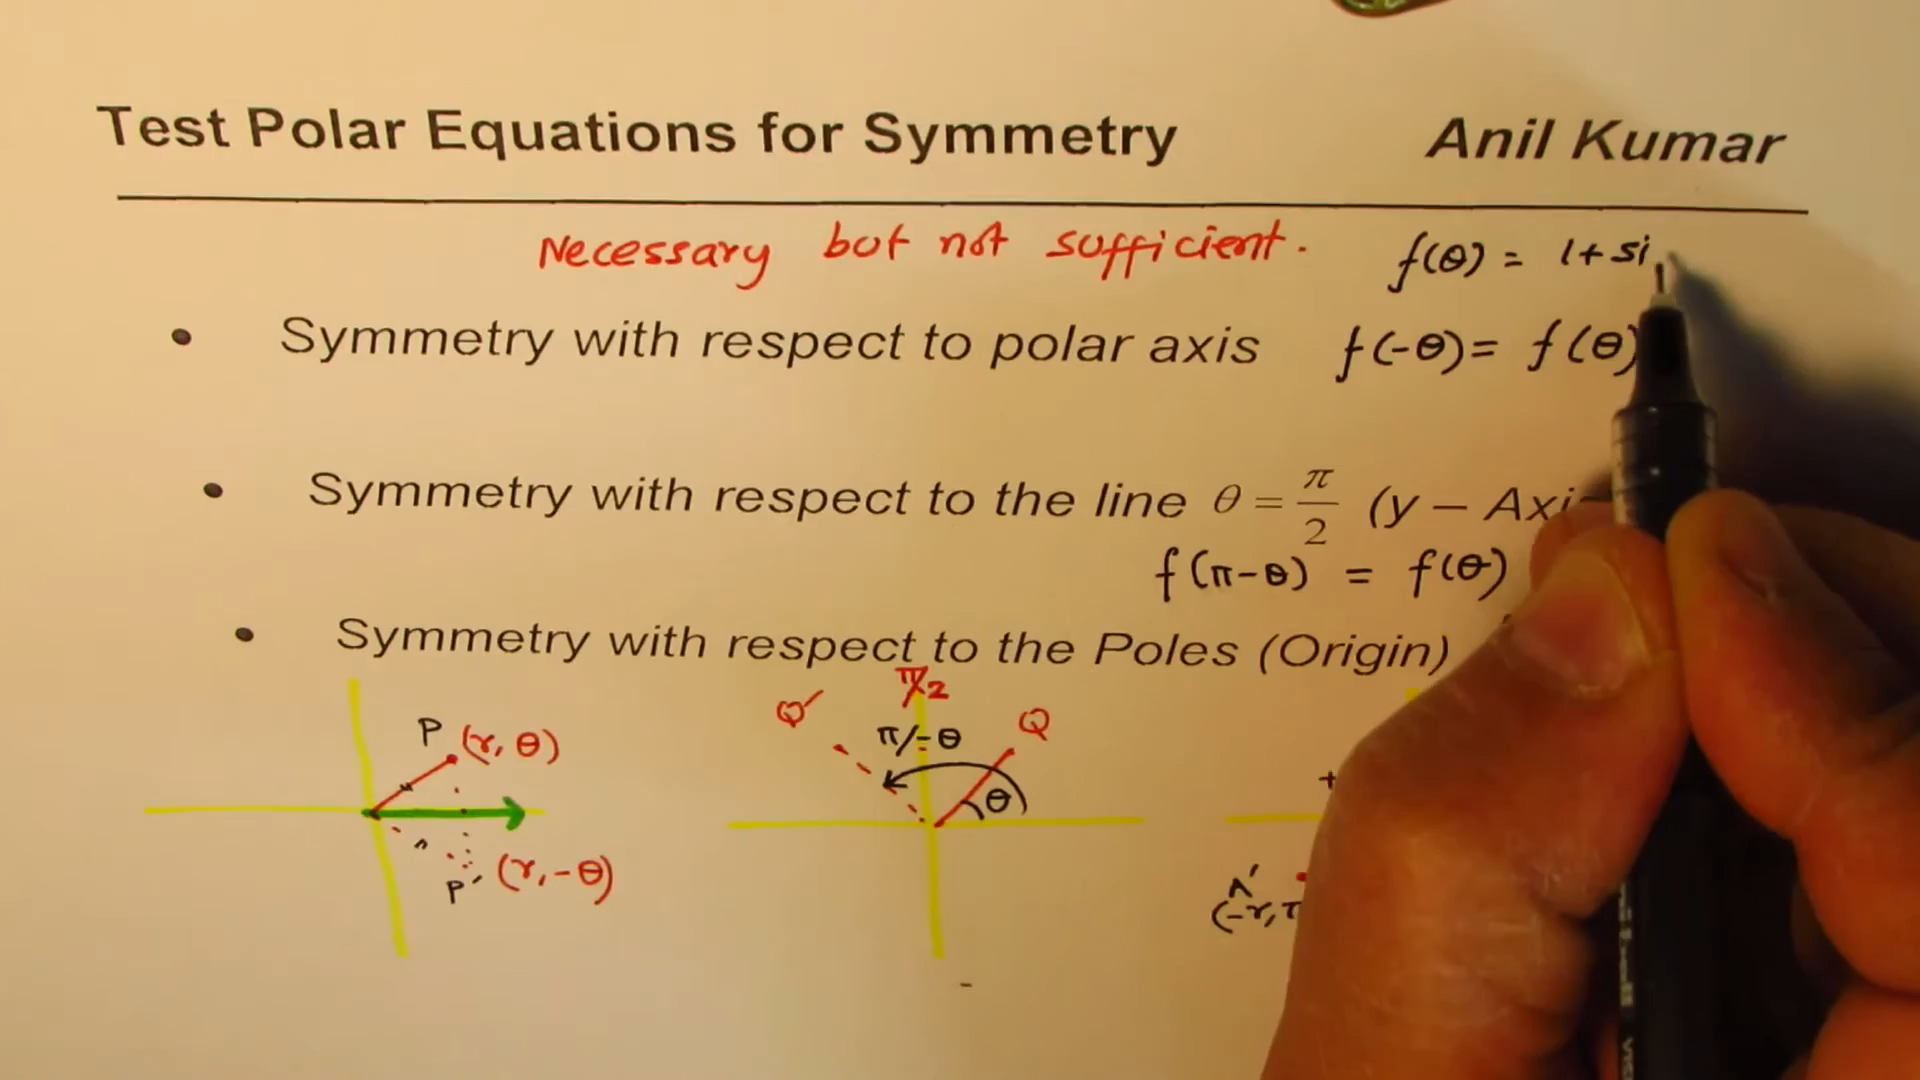 Test Polar Equations for Symmetry Anil Kumar
Necessary but not sufficient. f(θ) = 1+si
• Symmetry with respect to polar axis f(-θ)= f(θ)
• Symmetry with respect to the line θ = π/2 (y – Axi
f(π-θ) = f(θ)
• Symmetry with respect to the Poles (Origin)
P (r, θ)
P' (r, -θ)
Q' π/2 Q
π-θ
θ
+
A'
(-r,